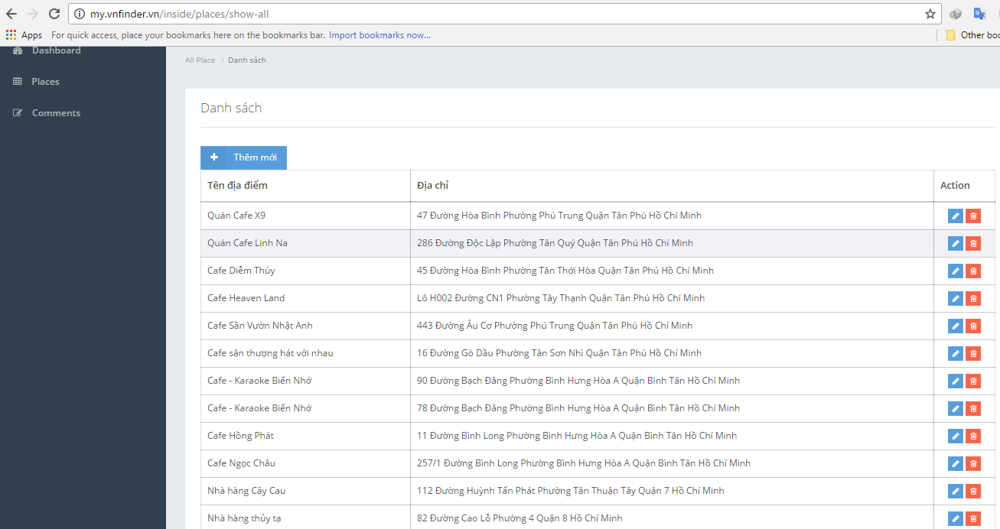 my.vnfinder.vn/inside/places/show-all
Apps For quick access, place your bookmarks here on the bookmarks bar. Import bookmarks now... Other boo
Dashboard
Places
Comments
All Place Danh sách
Danh sách
Thêm mới
Tên địa điểm Địa chỉ Action
Quán Cafe X9 47 Đường Hòa Bình Phường Phú Trung Quận Tân Phú Hồ Chí Minh
Quán Cafe Linh Na 286 Đường Độc Lập Phường Tân Quý Quận Tân Phú Hồ Chí Minh
Cafe Diễm Thúy 45 Đường Hòa Bình Phường Tân Thới Hòa Quận Tân Phú Hồ Chí Minh
Cafe Heaven Land Lô H002 Đường CN1 Phường Tây Thạnh Quận Tân Phú Hồ Chí Minh
Cafe Sần Vườn Nhật Anh 443 Đường Âu Cơ Phường Phú Trung Quận Tân Phú Hồ Chí Minh
Cafe sân thượng hát với nhau 16 Đường Gò Dầu Phường Tân Sơn Nhì Quận Tân Phú Hồ Chí Minh
Cafe - Karaoke Biển Nhớ 90 Đường Bạch Đằng Phường Bình Hưng Hòa A Quận Bình Tân Hồ Chí Minh
Cafe - Karaoke Biển Nhớ 78 Đường Bạch Đằng Phường Bình Hưng Hòa A Quận Bình Tân Hồ Chí Minh
Cafe Hồng Phát 11 Đường Bình Long Phường Bình Hưng Hòa A Quận Bình Tân Hồ Chí Minh
Cafe Ngọc Châu 257/1 Đường Bình Long Phường Bình Hưng Hòa A Quận Bình Tân Hồ Chí Minh
Nhà hàng Cây Cau 112 Đường Huỳnh Tấn Phát Phường Tân Thuận Tây Quận 7 Hồ Chí Minh
Nhà hàng thủy tạ 82 Đường Cao Lỗ Phường 4 Quận 8 Hồ Chí Minh